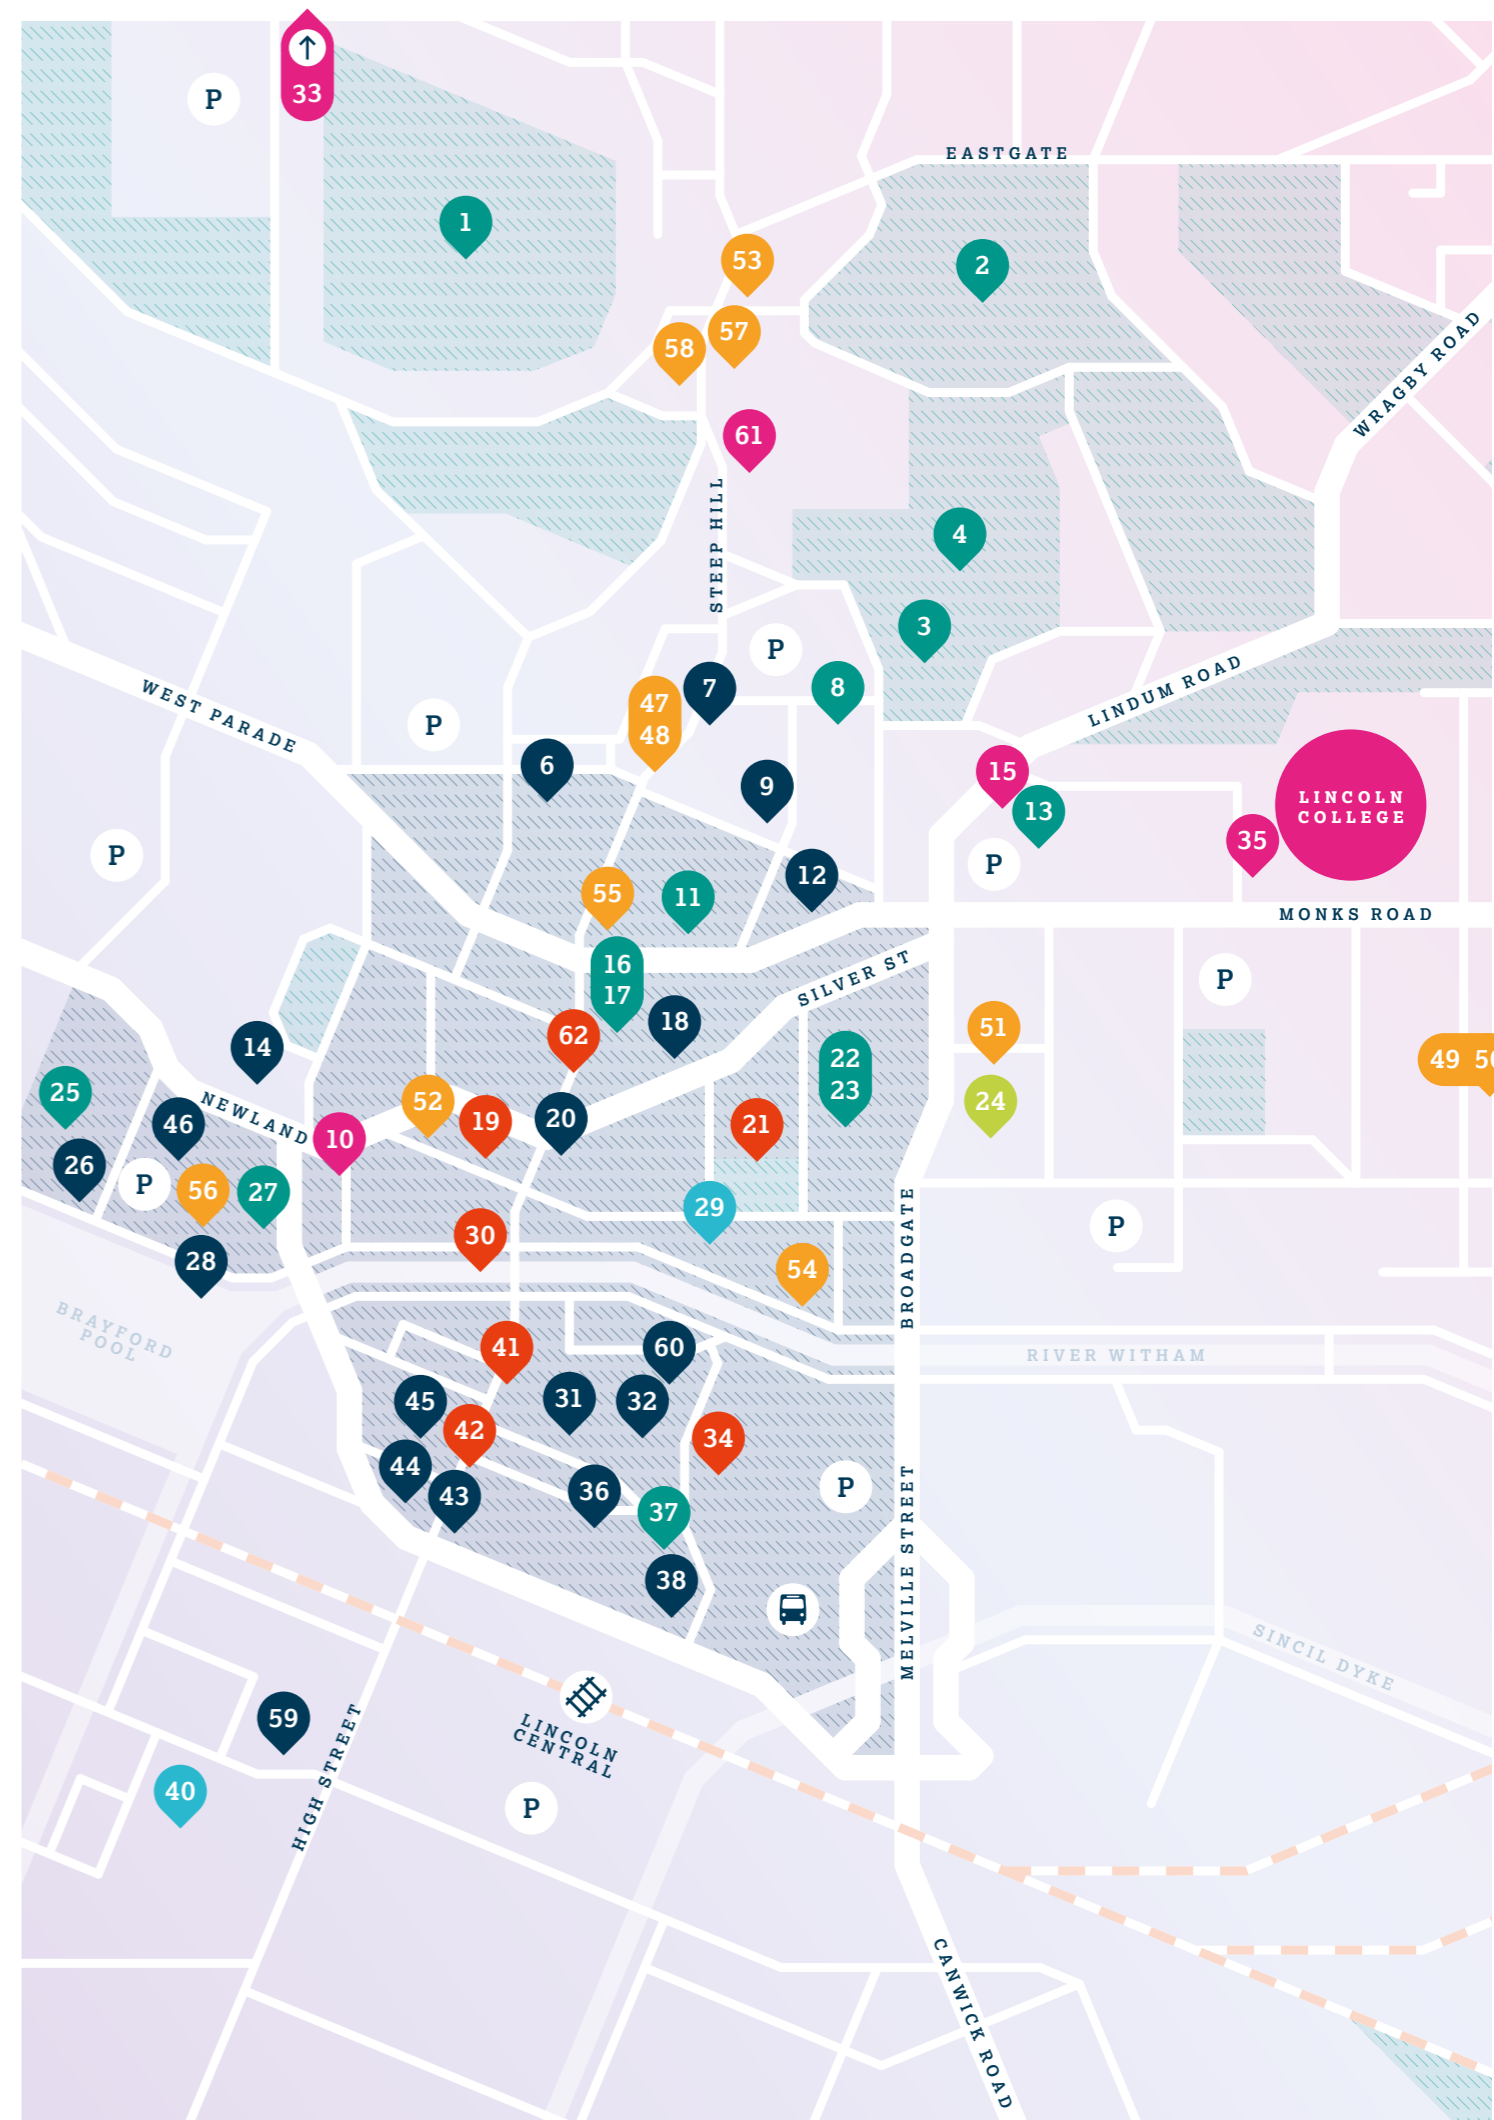 P
33
EASTGATE
1
2
53
57
58
WRAGBY ROAD
61
STEEP HILL
4
3
P
LINDUM ROAD
WEST PARADE
7
8
47
48
P
6
9
15
13
LINCOLN
COLLEGE
35
P
P
12
55
11
MONKS ROAD
16
17
SILVER ST
P
18
62
51
14
22
23
49 50
25
52
24
NEWLAND
46
19
20
21
10
26
P
56
27
29
30
BROADGATE
P
28
54
BRAYFORD
POOL
41
60
RIVER WITHAM
45
31
32
42
34
44
43
36
P
37
MELVILLE STREET
38
SINCIL DYKE
59
LINCOLN
CENTRAL
HIGH STREET
40
P
CANWICK ROAD